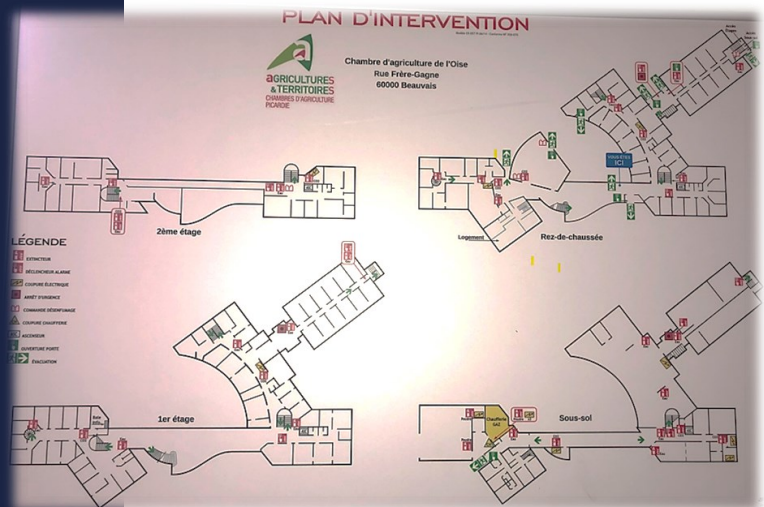 PLAN D'INTERVENTION
AGRICULTURES
& TERRITOIRES
CHAMBRES D'AGRICULTURE
PICARDIE
Chambre d'agriculture de l'Oise
Rue Frère-Gagne
60000 Beauvais
VOUS ÊTES
ICI
2ème étage
Logement
Rez-de-chaussée
LÉGENDE
EXTINCTEUR
DÉCLENCHEUR ALARME
COUPURE ÉLECTRIQUE
ARRÊT D'URGENCE
COMMANDE DÉSENFUMAGE
COUPURE CHAUFFERIE
ASCENSEUR
OUVERTURE PORTE
ÉVACUATION
1er étage
Sous-sol
Chaufferie
GAZ